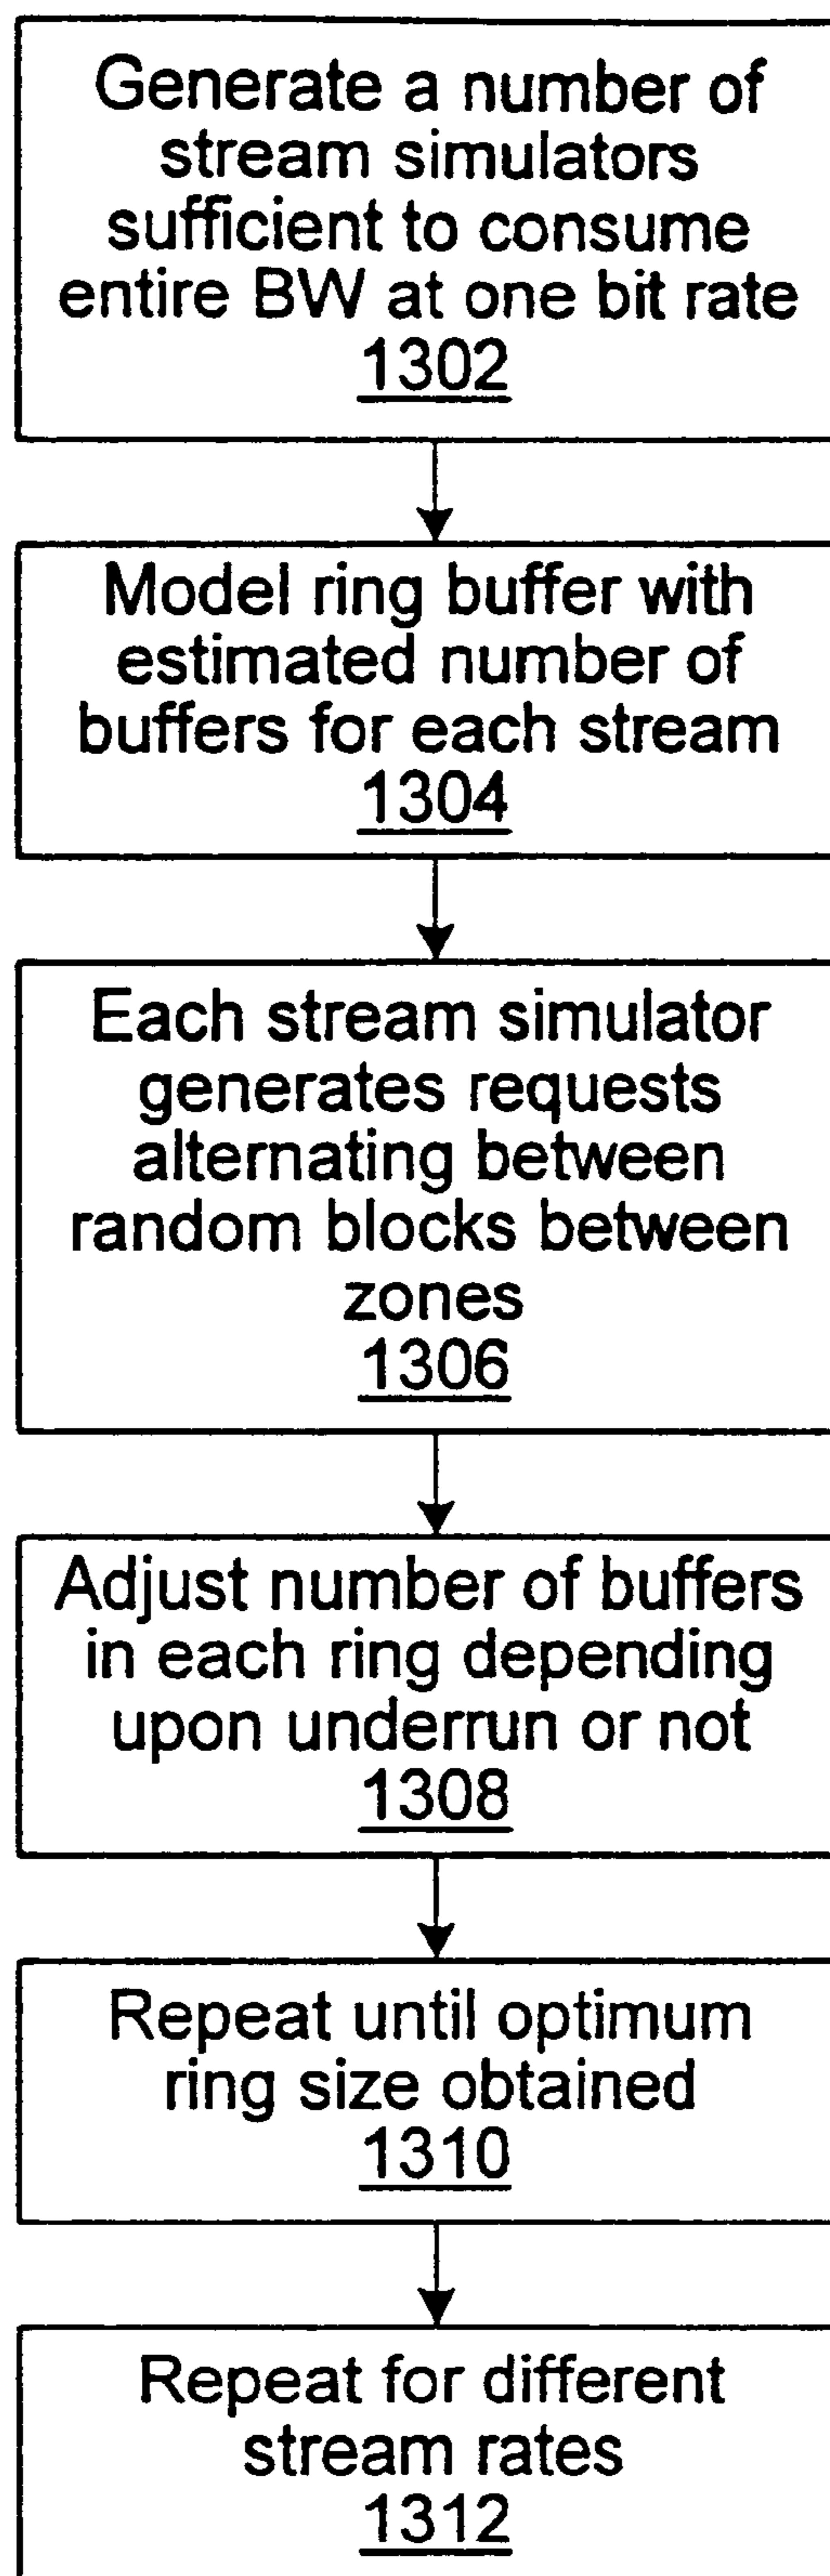 Generate a number of
stream simulators
sufficient to consume
entire BW at one bit rate
1302
Model ring buffer with
estimated number of
buffers for each stream
1304
Each stream simulator
generates requests
alternating between
random blocks between
zones
1306
Adjust number of buffers
in each ring depending
upon underrun or not
1308
Repeat until optimum
ring size obtained
1310
Repeat for different
stream rates
1312